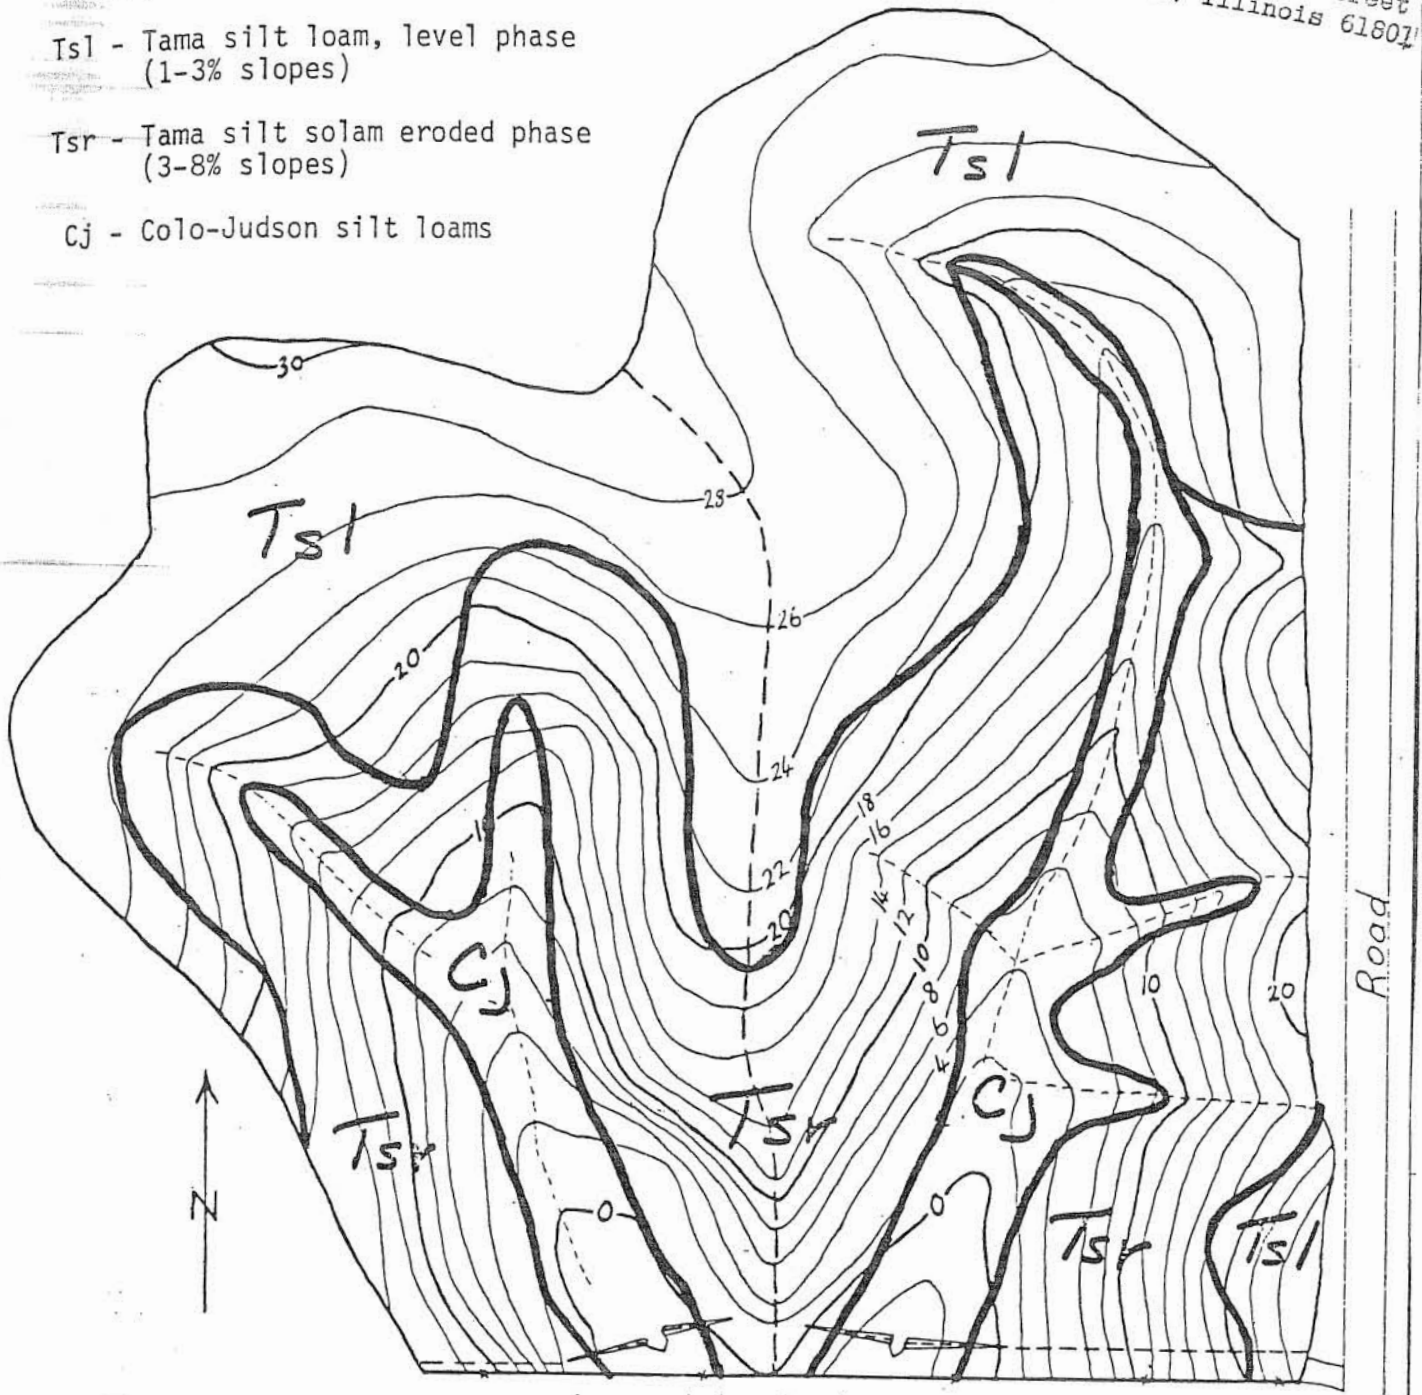 Illinois 61801
Tsl - Tama silt loam, level phase
(1-3% slopes)
Tsr - Tama silt solam eroded phase
(3-8% slopes)
Cj - Colo-Judson silt loams
Tsl
30
28
Tsl
26
20
24
18
16
22
14
12
20
10
Cj
8
10
20
Road
6
4
Cj
Tsr
Tsr
N
0
0
Tsr
Tsl